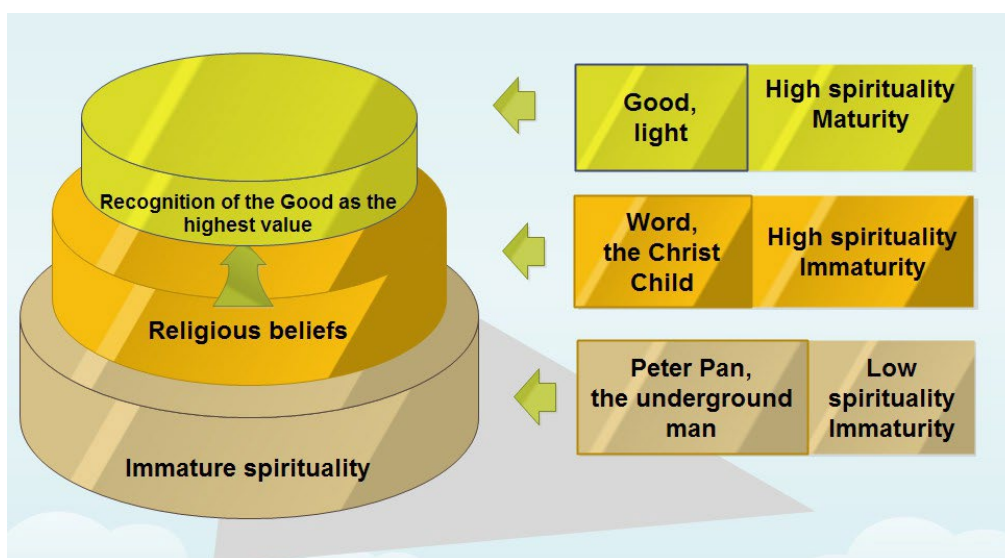 Recognition of the Good as the
highest value
Religious beliefs
Immature spirituality
Good,
light
High spirituality
Maturity
Word,
the Christ
Child
High spirituality
Immaturity
Peter Pan,
the underground
man
Low
spirituality
Immaturity